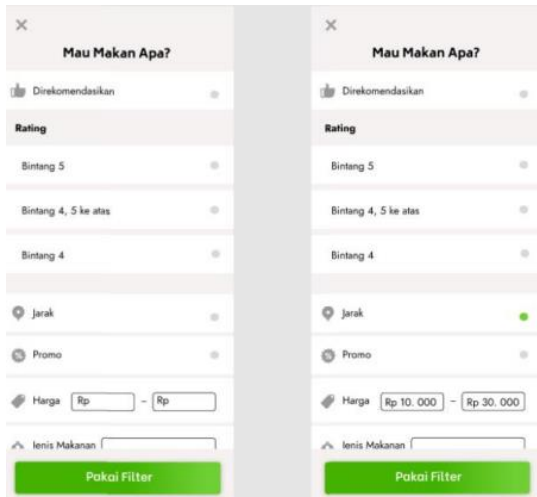 Mau Makan Apa?
Direkomendasikan
Rating
Bintang 5
Bintang 4, 5 ke atas
Bintang 4
Jarak
Promo
Harga Rp – Rp
Jenis Makanan
Pakai Filter
Mau Makan Apa?
Direkomendasikan
Rating
Bintang 5
Bintang 4, 5 ke atas
Bintang 4
Jarak
Promo
Harga Rp 10. 000 – Rp 30. 000
Jenis Makanan
Pakai Filter